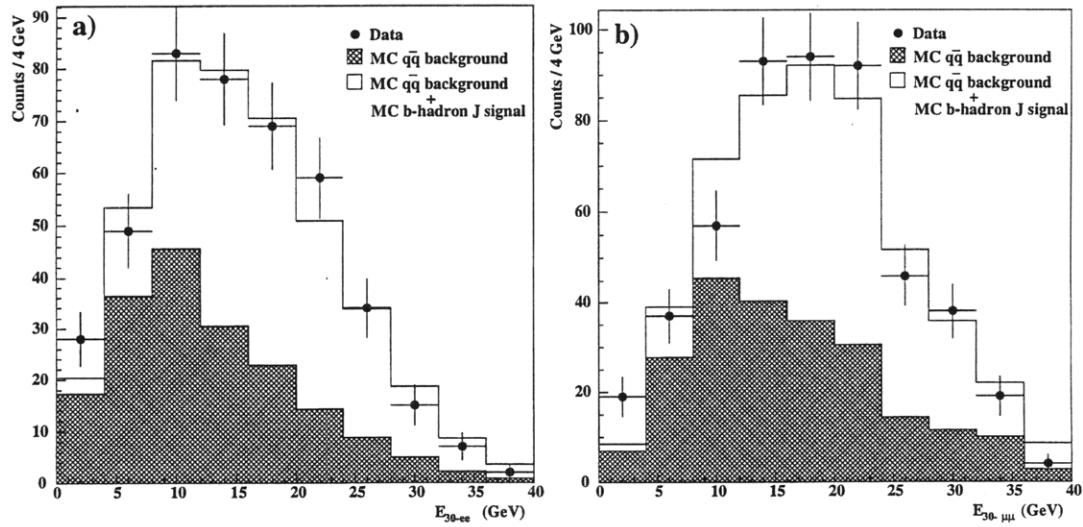 a)
Data
MC qq̄ background
MC qq̄ background
+
MC b-hadron J signal
Counts / 4 GeV
90
80
70
60
50
40
30
20
10
0
0 5 10 15 20 25 30 35 40
E30-ee (GeV)
b)
Data
MC qq̄ background
MC qq̄ background
+
MC b-hadron J signal
Counts / 4 GeV
100
80
60
40
20
0
0 5 10 15 20 25 30 35 40
E30- μμ (GeV)